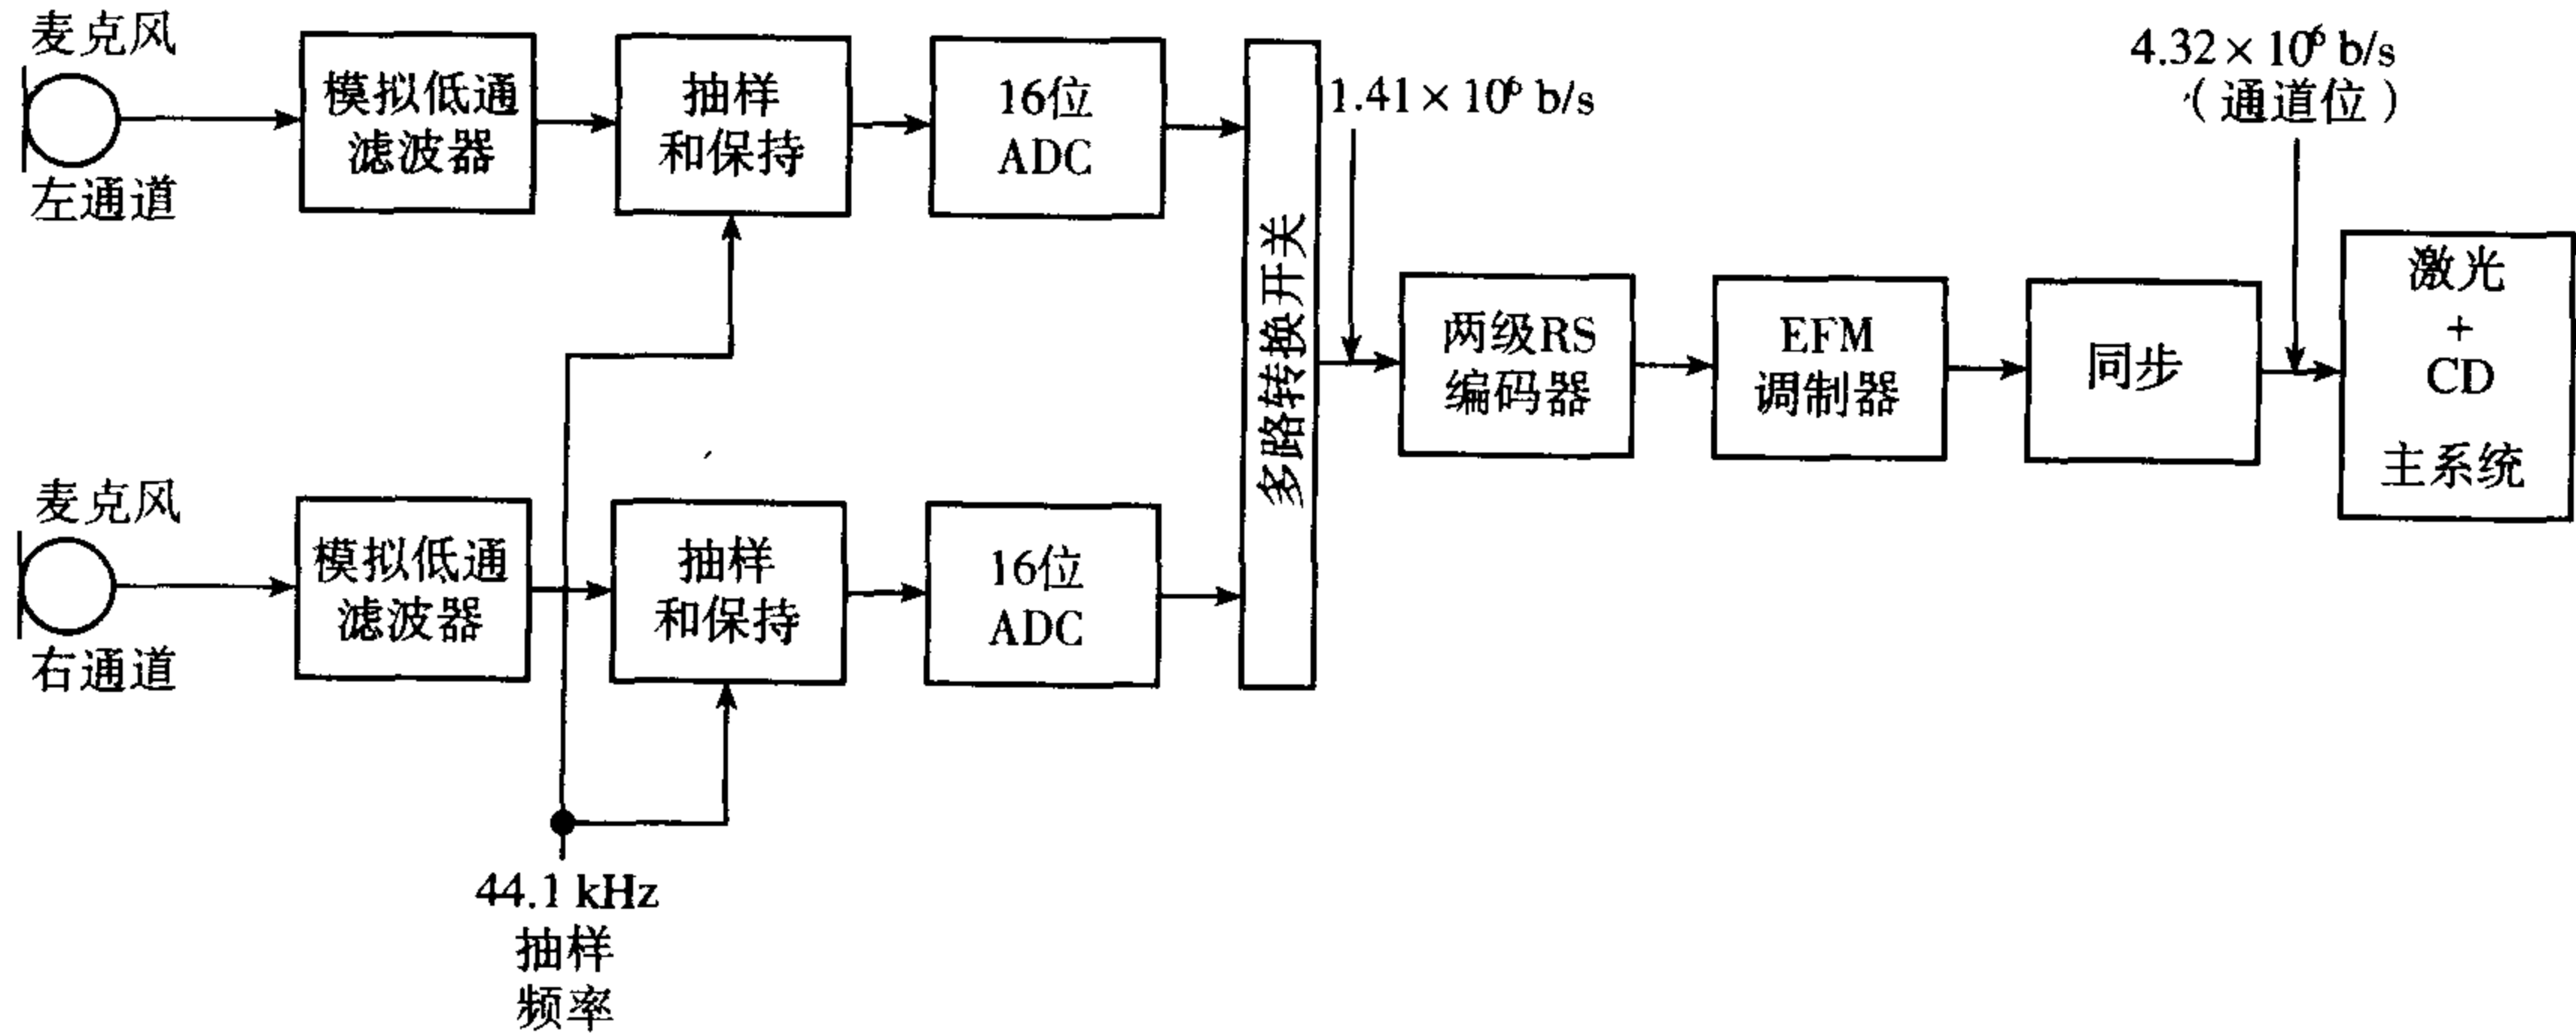 麦克风
左通道
模拟低通
滤波器
抽样
和保持
16位
ADC
多路转换开关
1.41 × 10⁶ b/s
两级RS
编码器
EFM
调制器
同步
4.32 × 10⁶ b/s
（通道位）
激光
+
CD
主系统
麦克风
右通道
模拟低通
滤波器
抽样
和保持
16位
ADC
44.1 kHz
抽样
频率